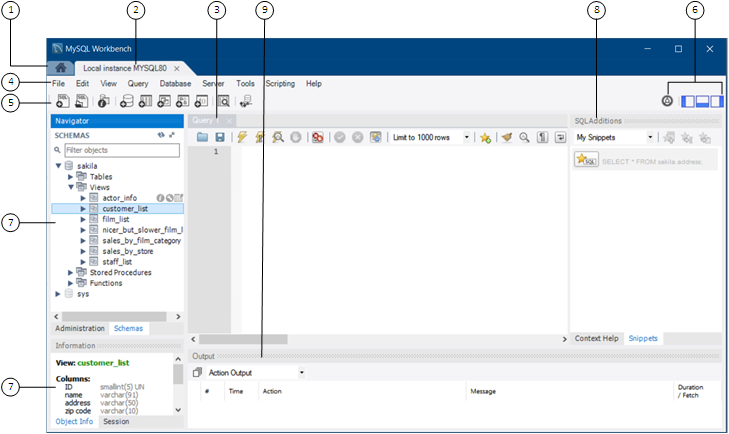 1 2 3 9 8 6
MySQL Workbench
Local instance MYSQL80
4 File Edit View Query Database Server Tools Scripting Help
5
Navigator
Query 1
SQLAdditions
SCHEMAS
Limit to 1000 rows
My Snippets
Filter objects
1
sakila
SQL SELECT * FROM sakila.address
Tables
Views
actor_info
customer_list
7
film_list
nicer_but_slower_film_l
sales_by_film_category
sales_by_store
staff_list
Stored Procedures
Functions
sys
Administration Schemas
Context Help Snippets
Information
Output
View: customer_list
Action Output
Columns:
7
ID smallint(5) UN
name varchar(91)
address varchar(50)
zip code varchar(10)
# Time Action Message Duration / Fetch
Object Info Session